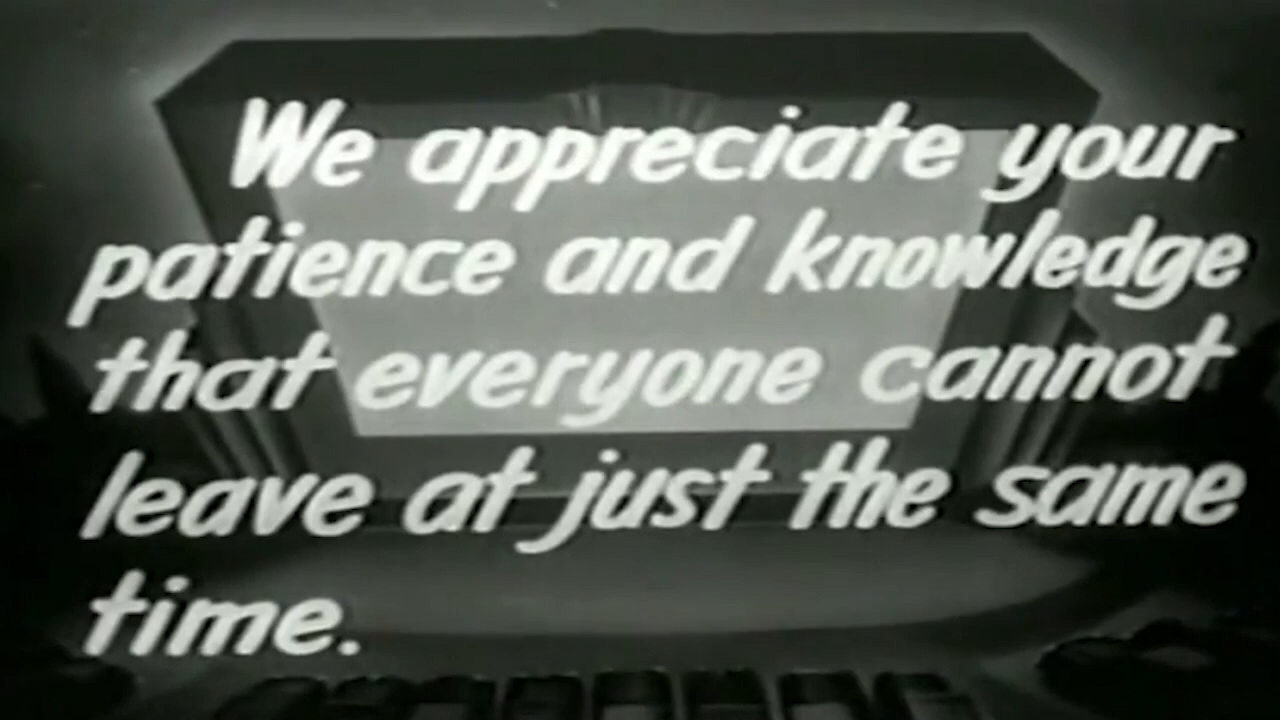 We appreciate your
patience and knowledge
that everyone cannot
leave at just the same
time.